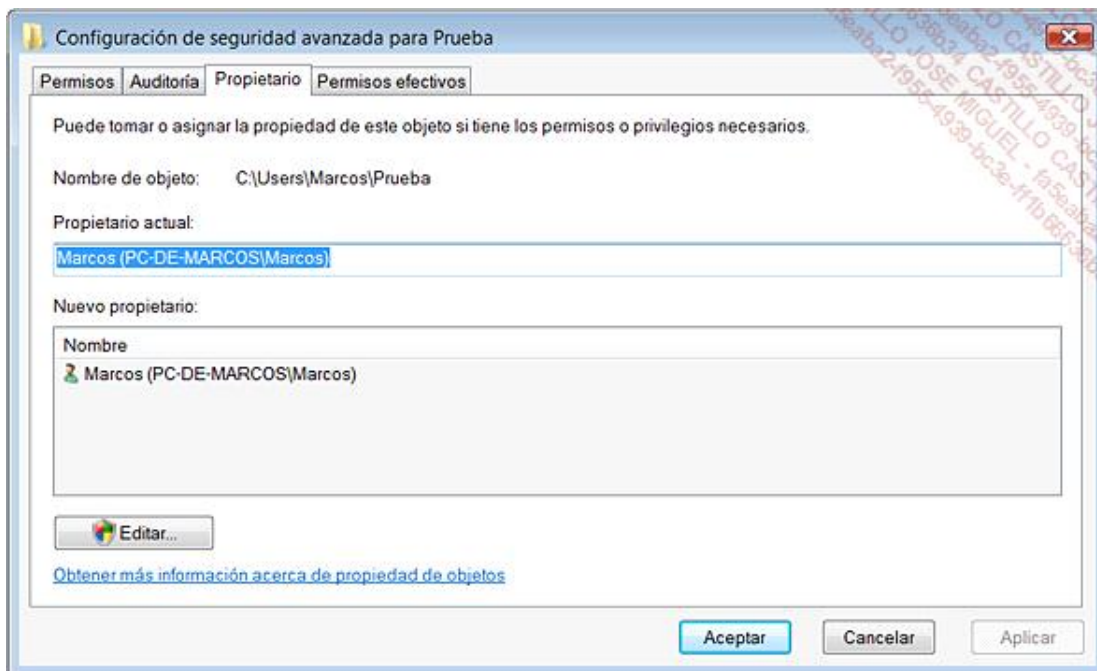 Configuración de seguridad avanzada para Prueba
Permisos Auditoría Propietario Permisos efectivos
Puede tomar o asignar la propiedad de este objeto si tiene los permisos o privilegios necesarios.
Nombre de objeto: C:\Users\Marcos\Prueba
Propietario actual:
Marcos (PC-DE-MARCOS\Marcos)
Nuevo propietario:
Nombre
Marcos (PC-DE-MARCOS\Marcos)
Editar...
Obtener más información acerca de propiedad de objetos
Aceptar Cancelar Aplicar
CASTILLO JOSE MIGUEL